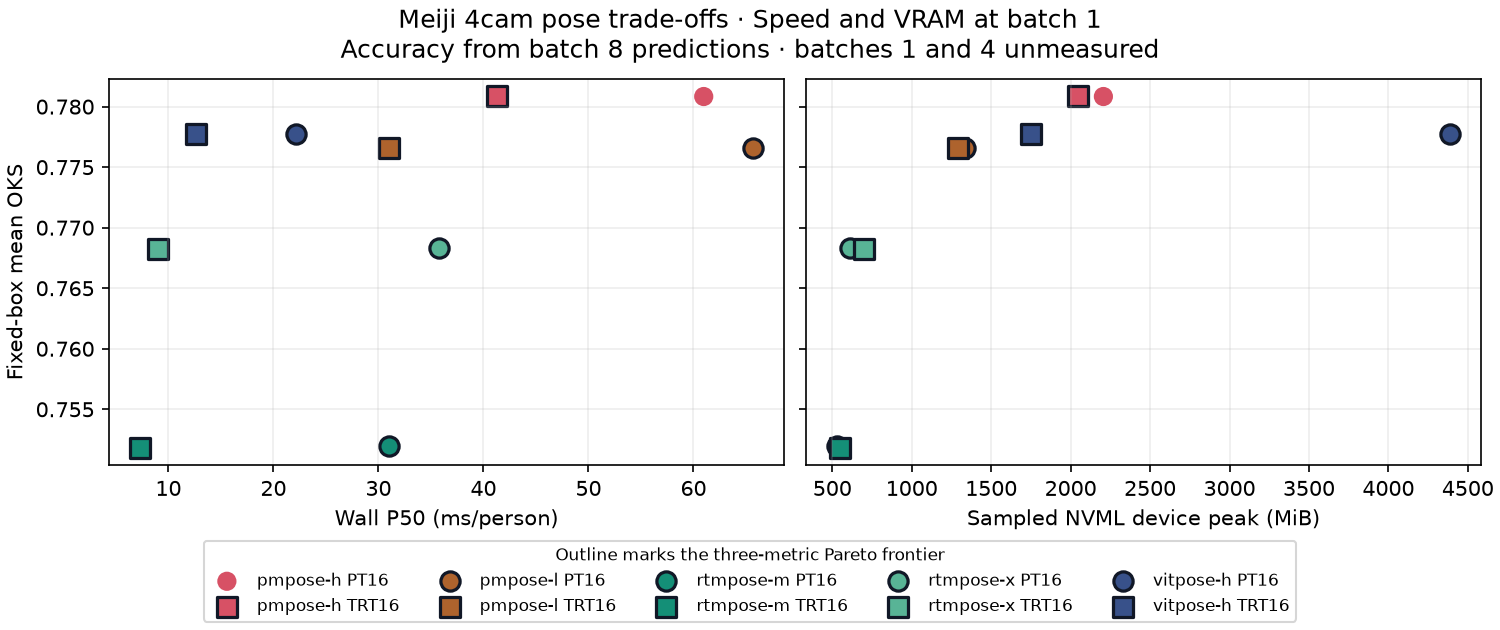 Meiji 4cam pose trade-offs · Speed and VRAM at batch 1
Accuracy from batch 8 predictions · batches 1 and 4 unmeasured
Fixed-box mean OKS
0.780
0.775
0.770
0.765
0.760
0.755
10 20 30 40 50 60
Wall P50 (ms/person)
500 1000 1500 2000 2500 3000 3500 4000 4500
Sampled NVML device peak (MiB)
Outline marks the three-metric Pareto frontier
pmpose-h PT16 pmpose-l PT16 rtmpose-m PT16 rtmpose-x PT16 vitpose-h PT16
pmpose-h TRT16 pmpose-l TRT16 rtmpose-m TRT16 rtmpose-x TRT16 vitpose-h TRT16